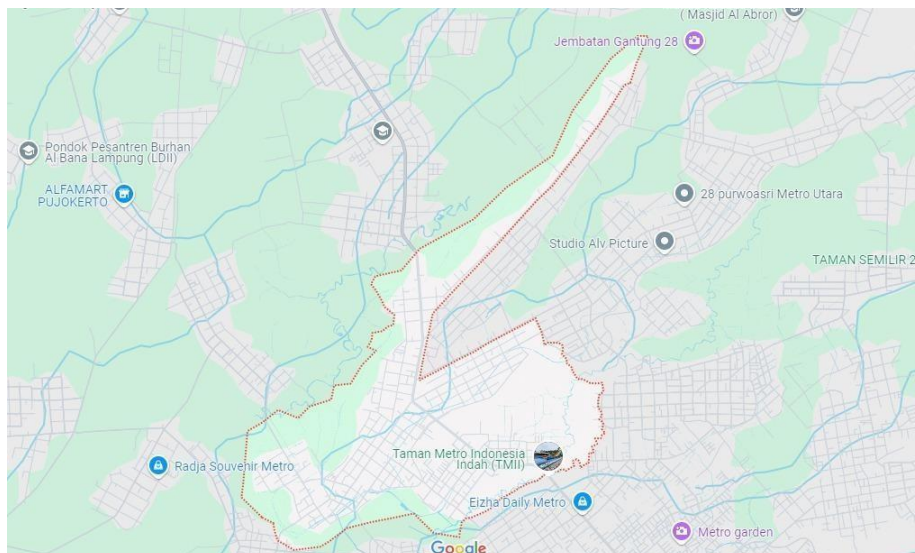 ( Masjid Al Abror)
Jembatan Gantung 28
Pondok Pesantren Burhan
Al Bana Lampung (LDII)
ALFAMART
PUJOKERTO
28 purwoasri Metro Utara
Studio Alv Picture
TAMAN SEMILIR 2
Taman Metro Indonesia
Indah (TMII)
Radja Souvenir Metro
Eizha Daily Metro
Metro garden
Google